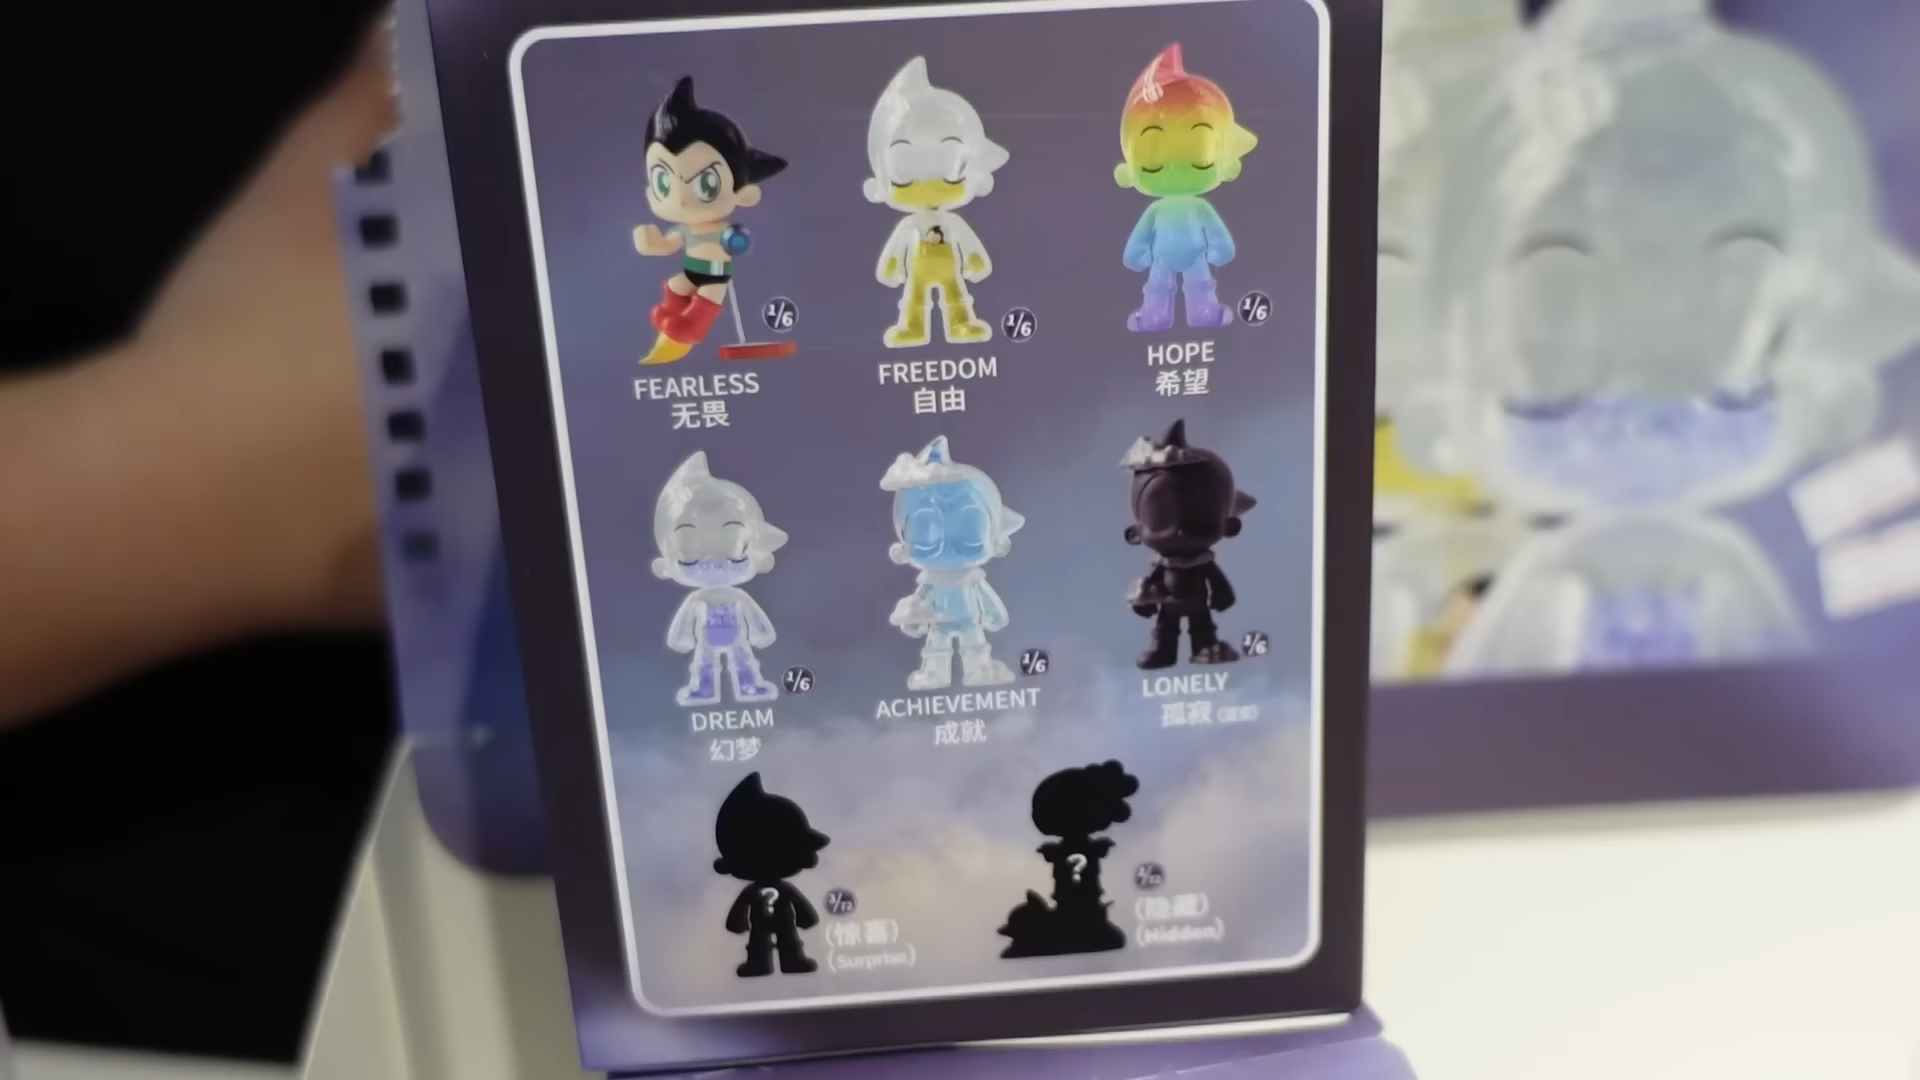 1/6
1/6
1/6
FEARLESS
无畏
FREEDOM
自由
HOPE
希望
1/6
1/6
1/6
DREAM
幻梦
ACHIEVEMENT
成就
LONELY
孤寂
?
(惊喜)
(Surprise)
?
(隐藏)
(Hidden)